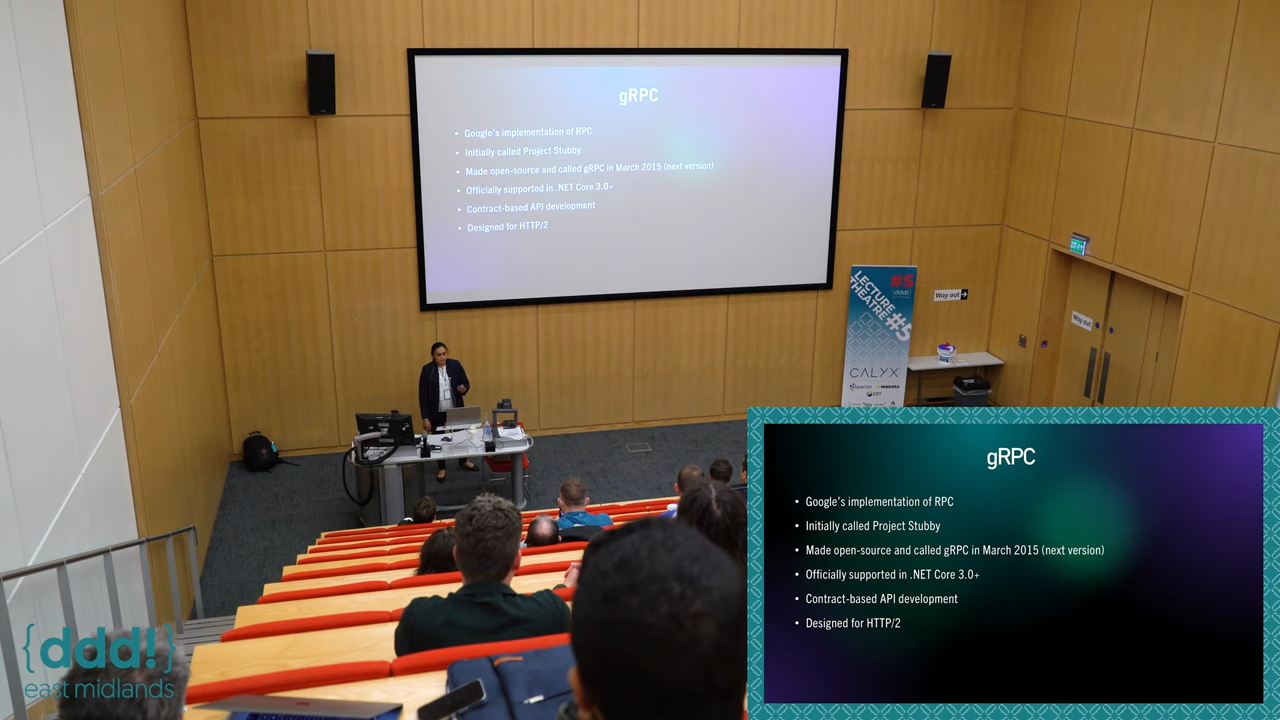 gRPC
• Google's implementation of RPC
• Initially called Project Stubby
• Made open-source and called gRPC in March 2015 (next version)
• Officially supported in .NET Core 3.0+
• Contract-based API development
• Designed for HTTP/2
#5
{ddd!}
LECTURE
THEATRE #5
CALYX
experian
Way out
Way out
gRPC
• Google's implementation of RPC
• Initially called Project Stubby
• Made open-source and called gRPC in March 2015 (next version)
• Officially supported in .NET Core 3.0+
• Contract-based API development
• Designed for HTTP/2
{ddd!}
east midlands